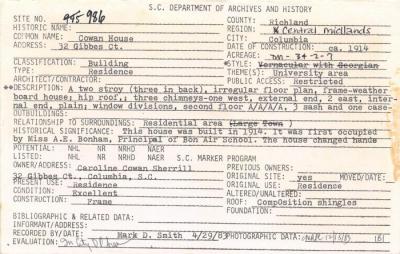 S.C. DEPARTMENT OF ARCHIVES AND HISTORY
SITE NO. 986
COUNTY: Richland
HISTORIC NAME:
REGION: Central Midlands
COMMON NAME: Cowan House
CITY: Columbia
ADDRESS: 32 Gibbes Ct.
DATE OF CONSTRUCTION: ca. 1914
ACREAGE:
CLASSIFICATION: Building
*STYLE: Vernacular with Georgian
TYPE: Residence
THEME(S): University area
ARCHITECT/CONTRACTOR:
PUBLIC ACCESS: Restricted
**DESCRIPTION: A two stroy (three in back), irregular floor plan, frame-weather
board house; hip roof,; three chimneys-one west, external end, 2 east, inter-
nal end, plain window divisions, second floor A/A/A/A, 3 sash and one case-
OUTBUILDINGS:
RELATIONSHIP TO SURROUNDINGS: Residential area (Large Town)
HISTORICAL SIGNIFICANCE: This house was built in 1914. It was first occupied
by Miss A.E. Bonham, Principal of Bon Air School. The house changed hands
POTENTIAL: NHL NR NRHD NAER
LISTED: NHL NR NRHD NAER S.C. MARKER PROGRAM
OWNER/ADDRESS: Caroline Cowan Sherrill
PREVIOUS OWNERS:
32 Gibbes Ct., Columbia, S.C.
ORIGINAL SITE: yes MOVED/DATE:
PRESENT USE: Residence
ORIGINAL USE: Residence
CONDITION: Excellent
ALTERED/UNALTERED:
CONSTRUCTION: Frame
ROOF: CompOsition shingles
FOUNDATION:
BIBLIOGRAPHIC & RELATED DATA:
INFORMANT/ADDRESS:
RECORDED BY/DATE: Mark D. Smith 4/29/83
PHOTOGRAPHIC DATA:
EVALUATION: